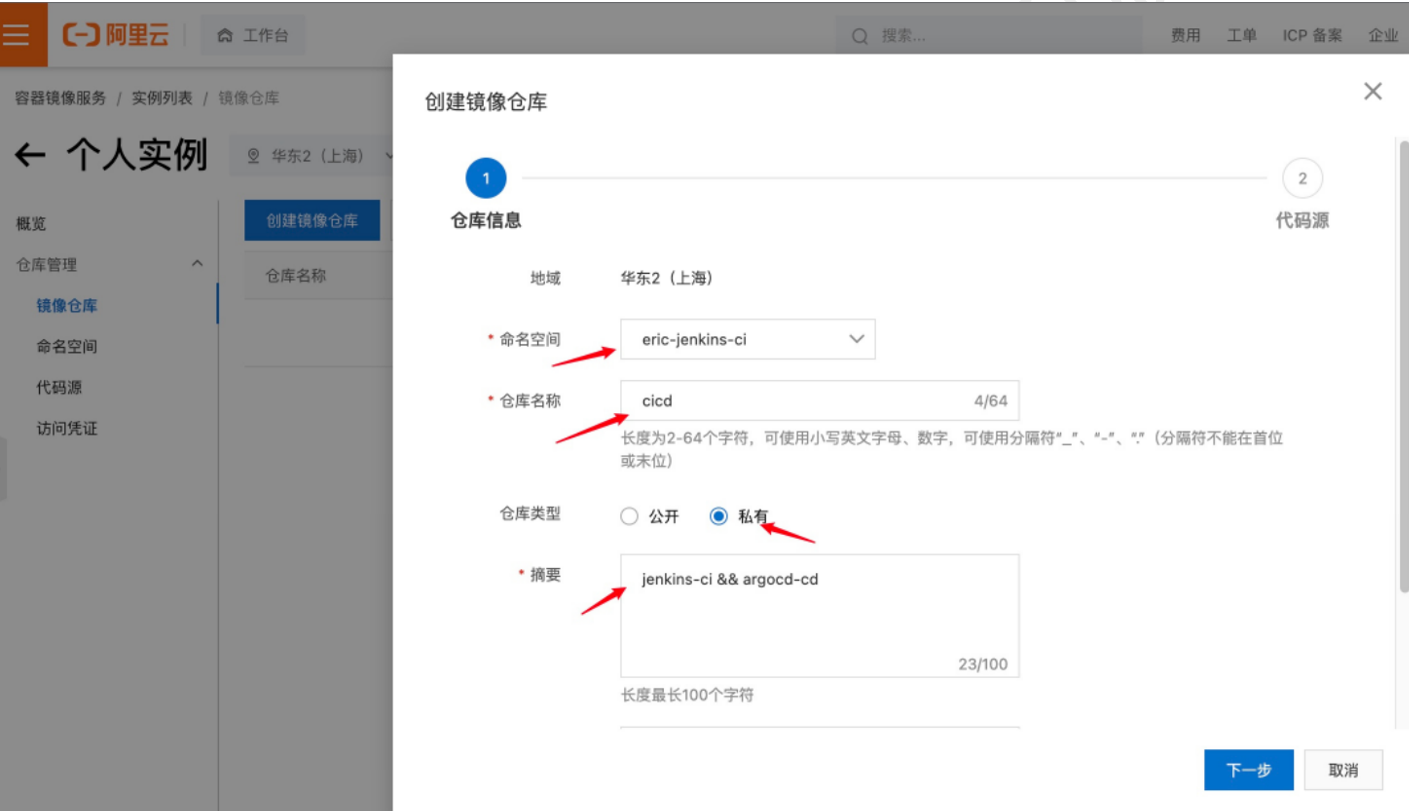 阿里云
工作台
搜索...
费用
工单
ICP 备案
企业
容器镜像服务 / 实例列表 / 镜像仓库
个人实例
华东2（上海）
概览
仓库管理
镜像仓库
命名空间
代码源
访问凭证
创建镜像仓库
仓库名称
创建镜像仓库
1
仓库信息
2
代码源
地域 华东2（上海）
* 命名空间 eric-jenkins-ci
* 仓库名称 cicd 4/64
长度为2-64个字符，可使用小写英文字母、数字，可使用分隔符“_”、“-”、“.”（分隔符不能在首位
或末位）
仓库类型 公开 私有
* 摘要 jenkins-ci && argocd-cd
23/100
长度最长100个字符
下一步 取消